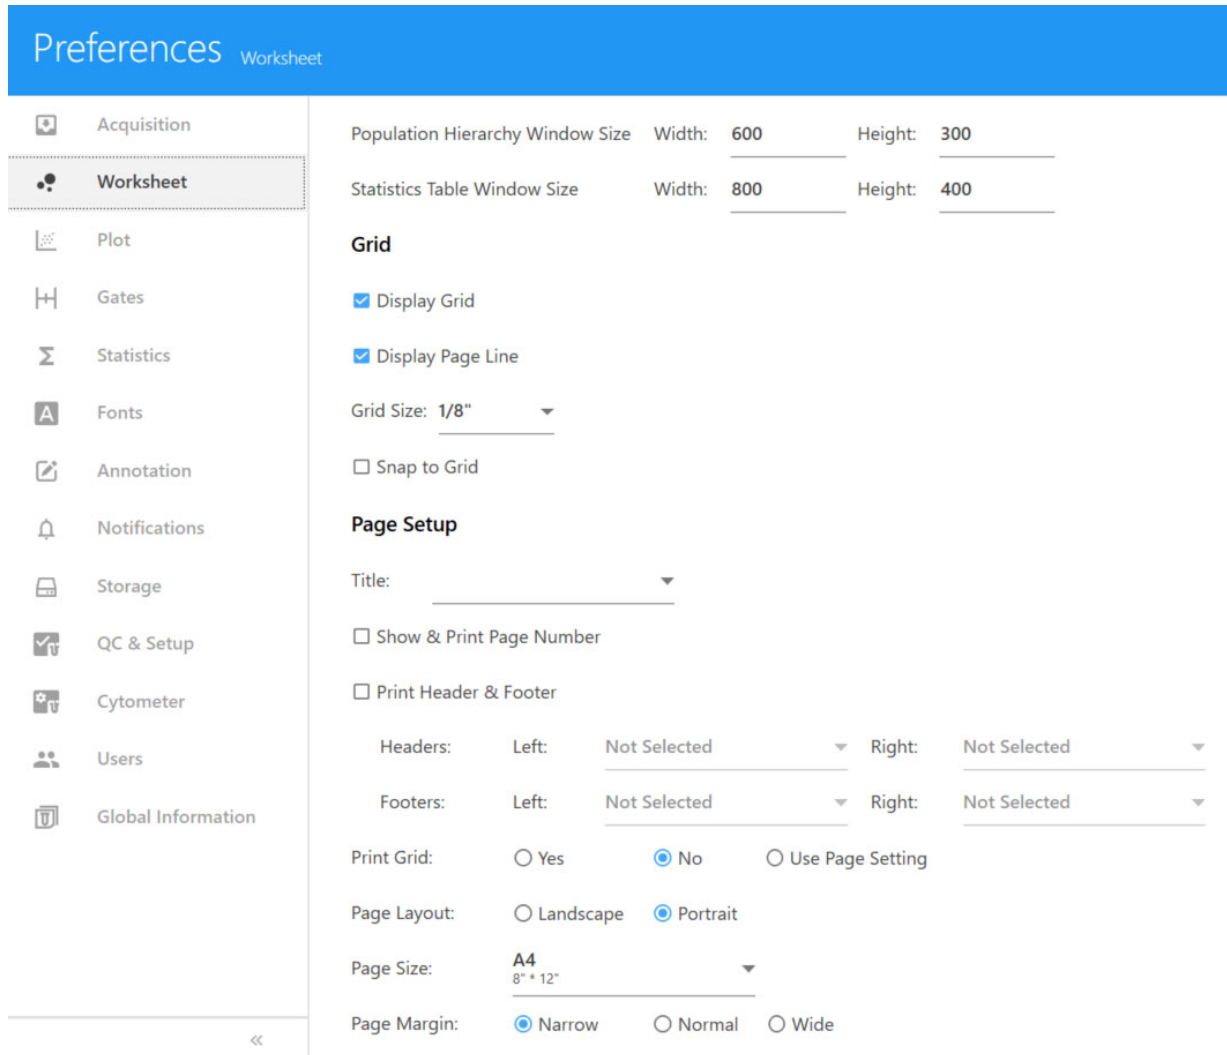 Preferences Worksheet
Acquisition
Worksheet
Plot
Gates
Statistics
Fonts
Annotation
Notifications
Storage
QC & Setup
Cytometer
Users
Global Information
«
Population Hierarchy Window Size Width: 600 Height: 300
Statistics Table Window Size Width: 800 Height: 400
Grid
Display Grid
Display Page Line
Grid Size: 1/8"
Snap to Grid
Page Setup
Title:
Show & Print Page Number
Print Header & Footer
Headers: Left: Not Selected Right: Not Selected
Footers: Left: Not Selected Right: Not Selected
Print Grid: Yes No Use Page Setting
Page Layout: Landscape Portrait
Page Size: A4
8" * 12"
Page Margin: Narrow Normal Wide